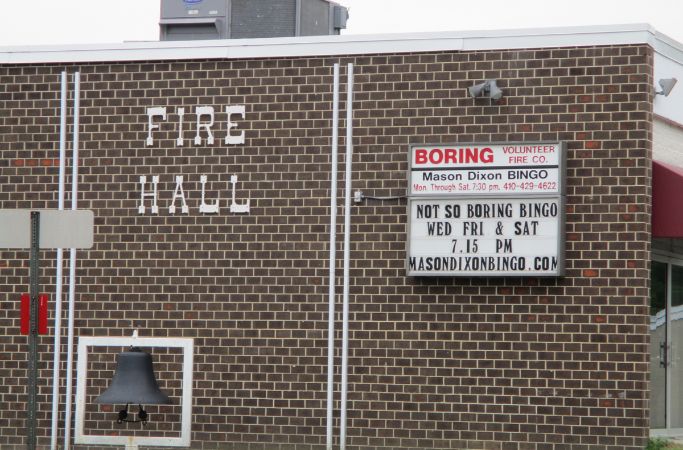 FIRE
HALL
BORING VOLUNTEER
FIRE CO.
Mason Dixon BINGO
Mon. Through Sat. 7:30 pm. 410-429-4622
NOT SO BORING BINGO
WED FRI & SAT
7.15 PM
MASONDIXONBINGO.COM